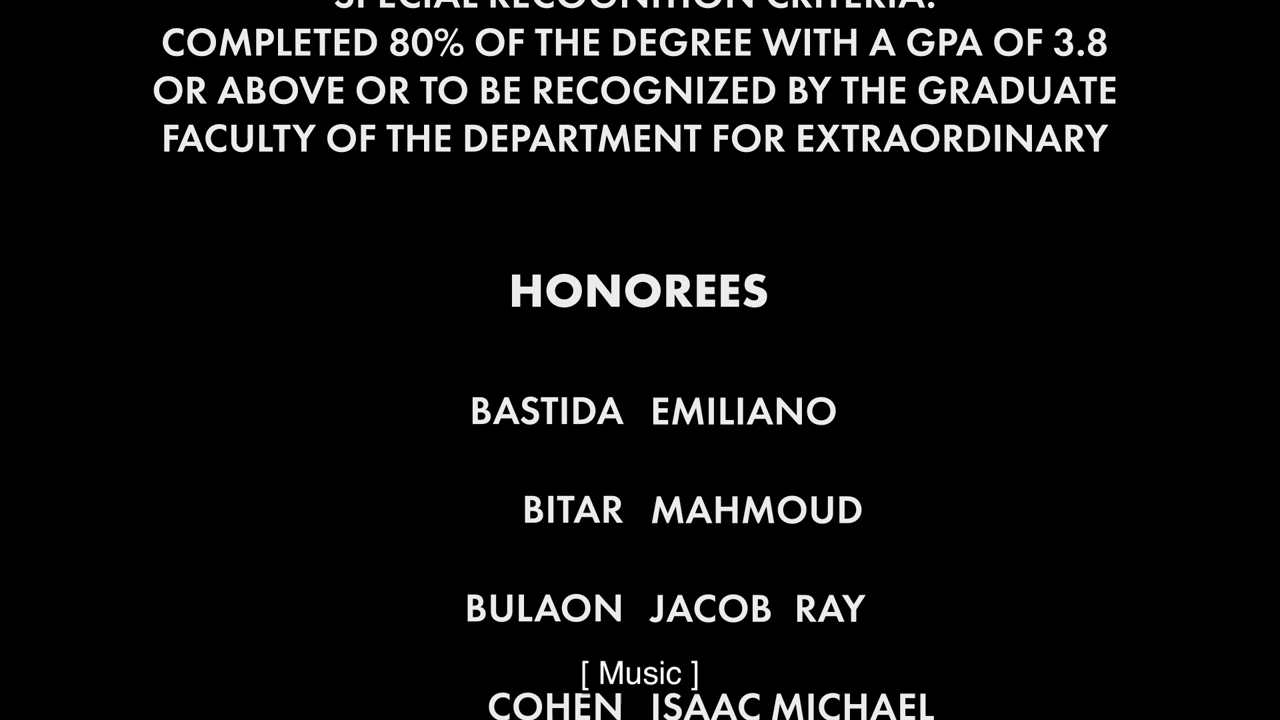 SPECIAL RECOGNITION CRITERIA:
COMPLETED 80% OF THE DEGREE WITH A GPA OF 3.8
OR ABOVE OR TO BE RECOGNIZED BY THE GRADUATE
FACULTY OF THE DEPARTMENT FOR EXTRAORDINARY
HONOREES
BASTIDA EMILIANO
BITAR MAHMOUD
BULAON JACOB RAY
[ Music ]
COHEN ISAAC MICHAEL